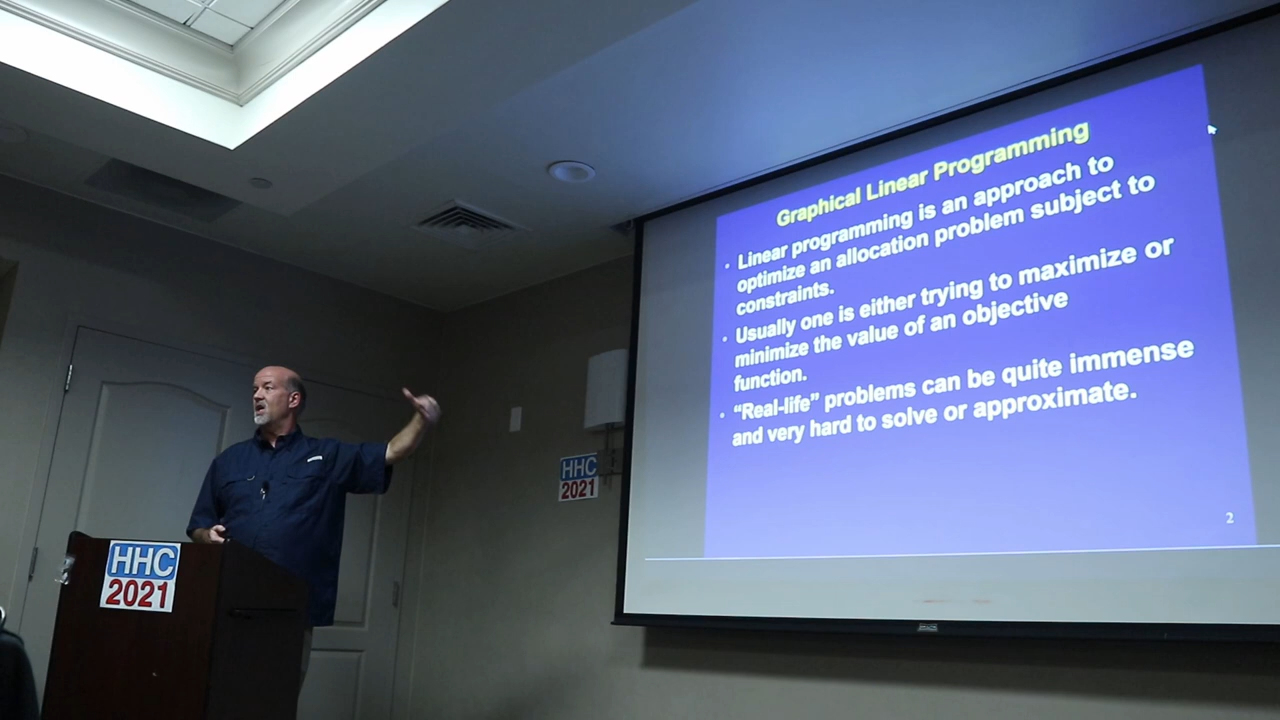 Graphical Linear Programming
• Linear programming is an approach to
optimize an allocation problem subject to
constraints.
• Usually one is either trying to maximize or
minimize the value of an objective
function.
• “Real-life” problems can be quite immense
and very hard to solve or approximate.
2
HHC
2021
HHC
2021